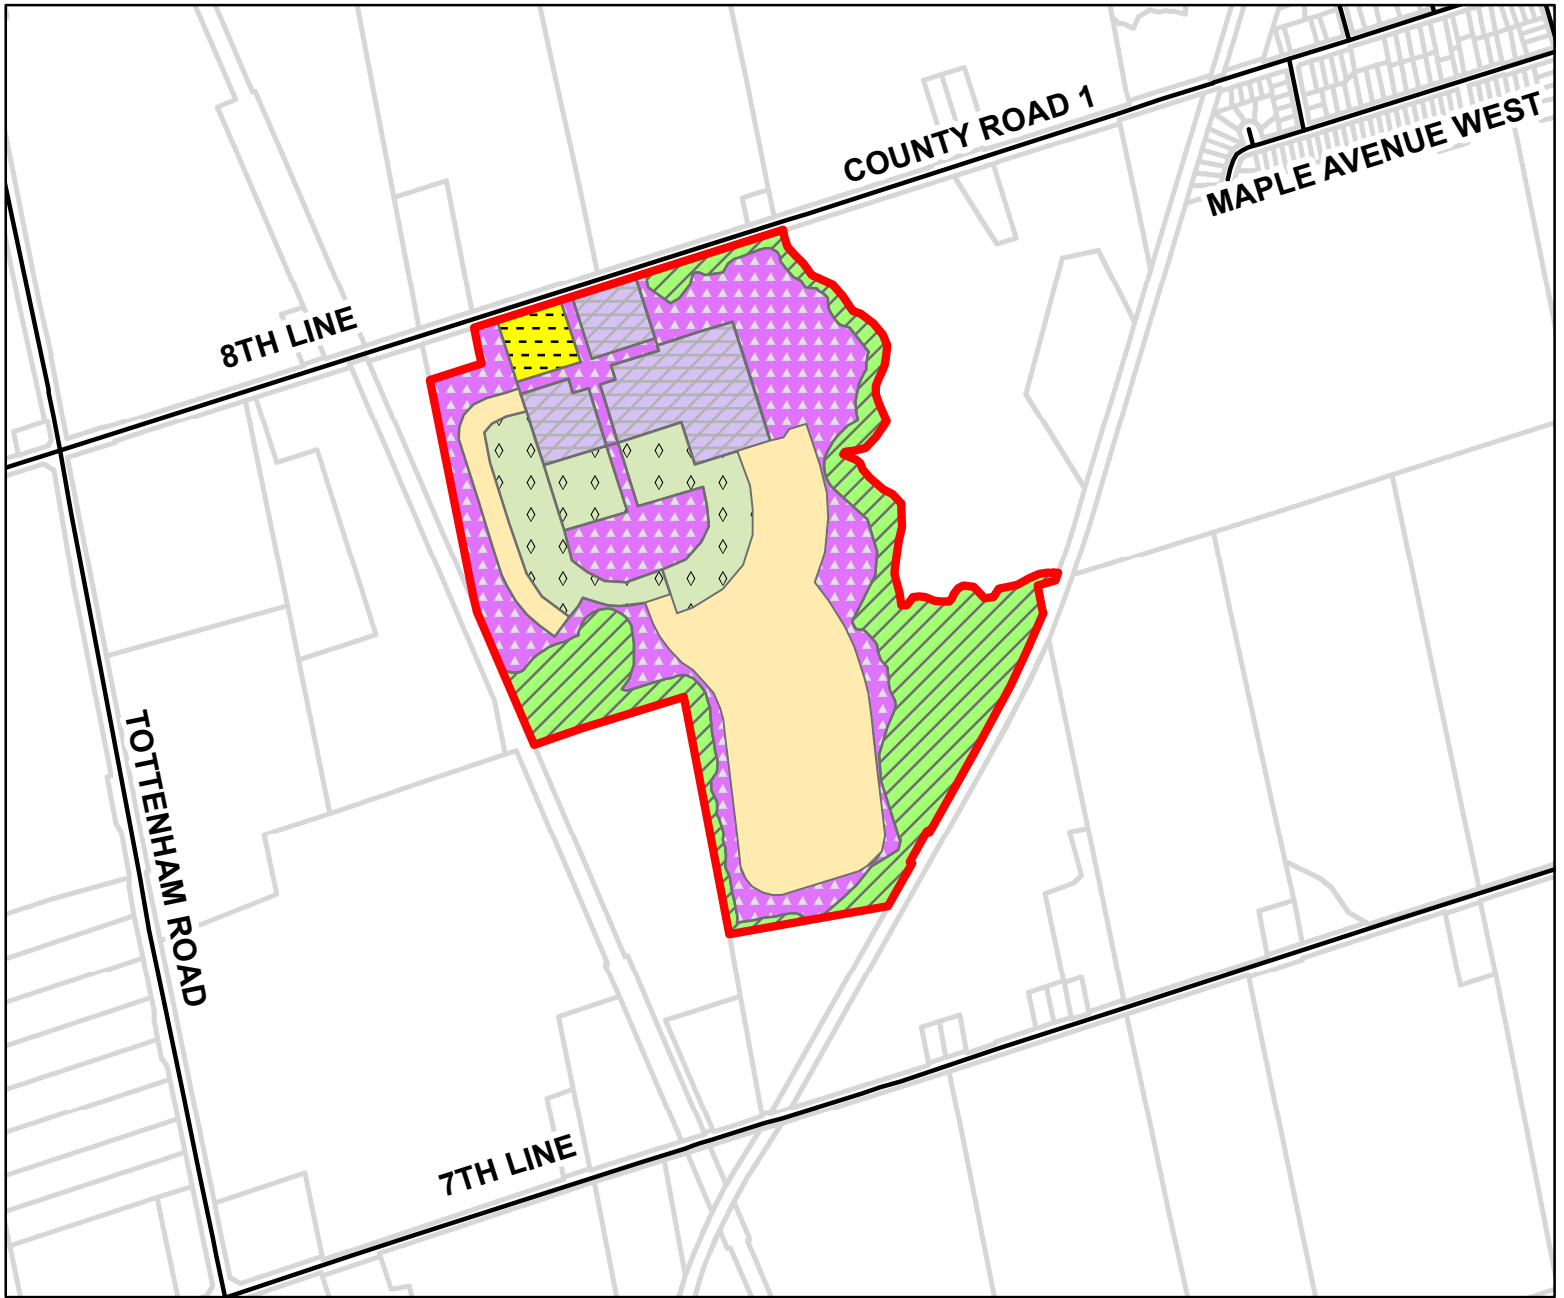 COUNTY ROAD 1
MAPLE AVENUE WEST
8TH LINE
TOTTENHAM ROAD
7TH LINE